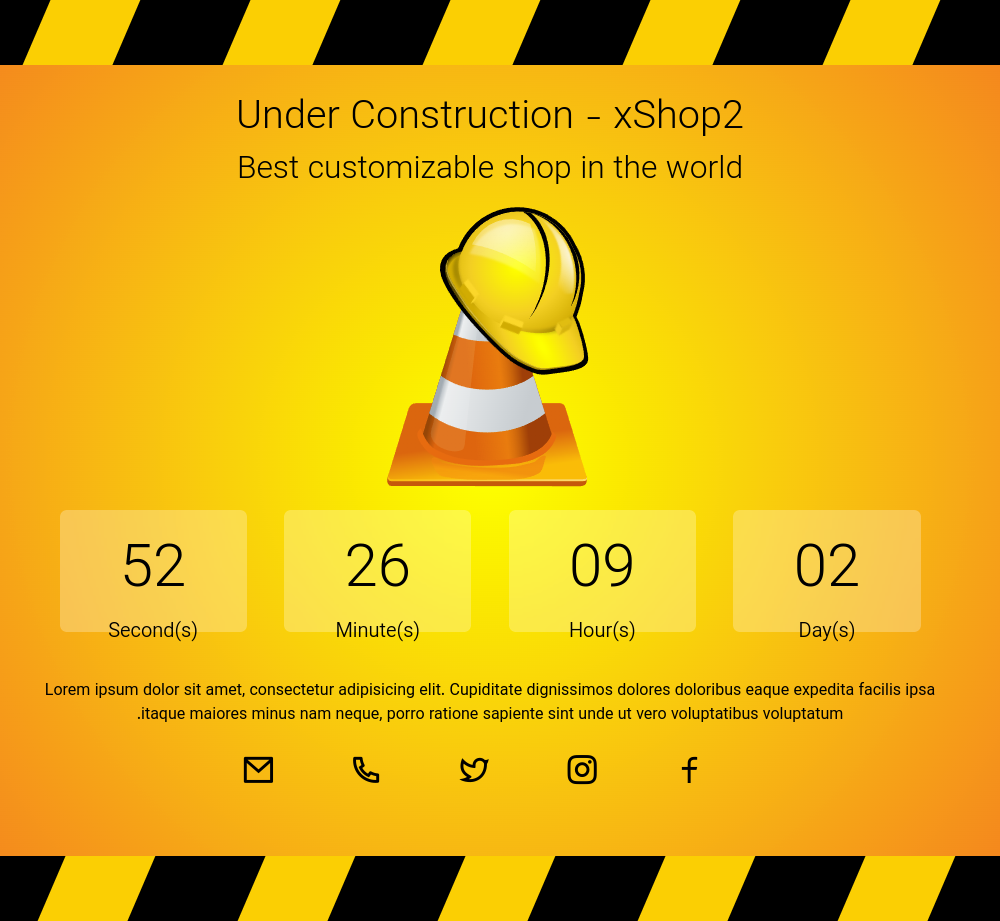 Under Construction - xShop2
Best customizable shop in the world
52
26
09
02
Second(s)
Minute(s)
Hour(s)
Day(s)
Lorem ipsum dolor sit amet, consectetur adipisicing elit. Cupiditate dignissimos dolores doloribus eaque expedita facilis ipsa
.itaque maiores minus nam neque, porro ratione sapiente sint unde ut vero voluptatibus voluptatum